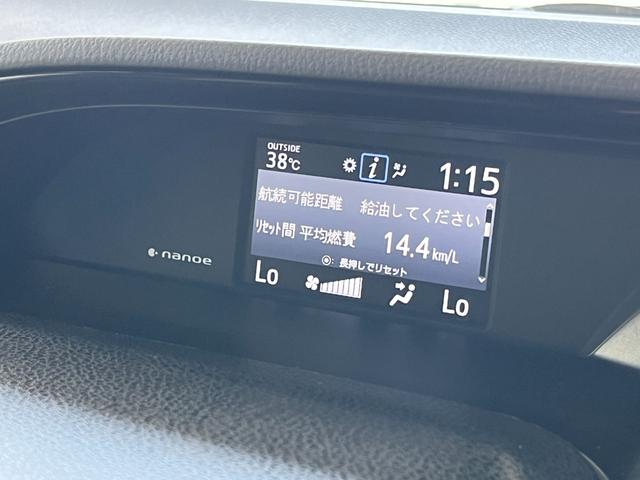 OUTSIDE
38℃
i
1:15
航続可能距離 給油してください
リセット間 平均燃費 14.4 km/L
◎: 長押しでリセット
nanoe
Lo
Lo